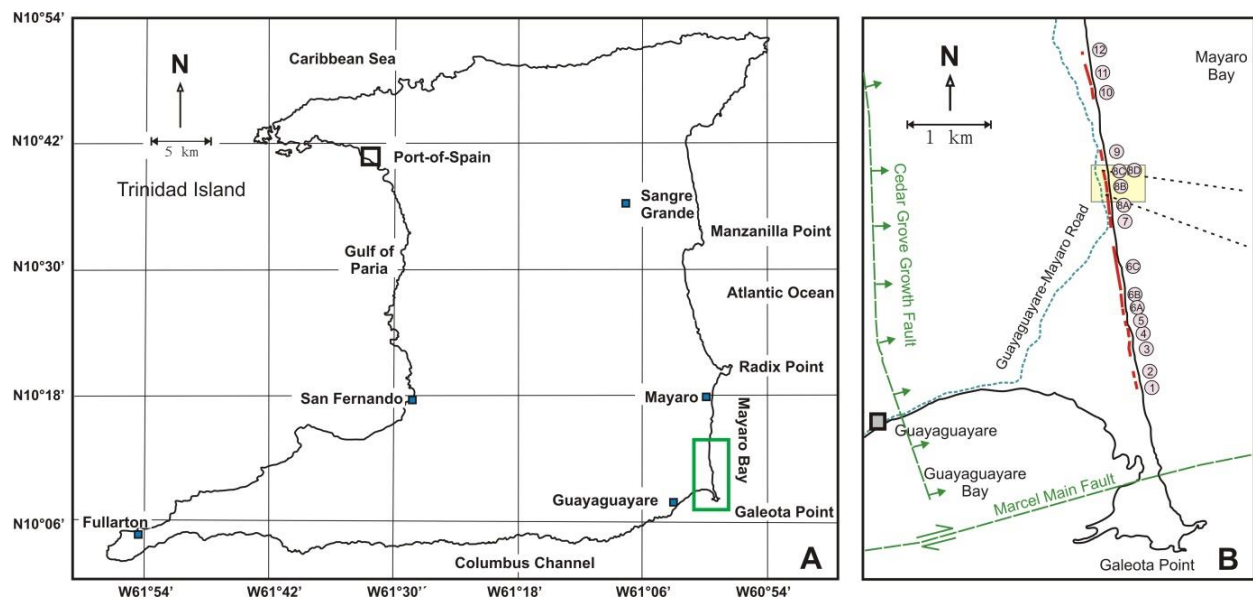 N10°54'
N10°42'
N10°30'
N10°18'
N10°06'
W61°54'
W61°42'
W61°30'
W61°18'
W61°06'
W60°54'
Caribbean Sea
N
5 km
Port-of-Spain
Trinidad Island
Sangre
Grande
Manzanilla Point
Gulf of
Paria
Atlantic Ocean
Radix Point
San Fernando
Mayaro
Mayaro Bay
Guayaguayare
Galeota Point
Fullarton
Columbus Channel
A
Mayaro
Bay
N
1 km
12
11
10
9
8C
8D
8B
8A
7
6C
6B
6A
5
4
3
2
1
Cedar Grove Growth Fault
Guayaguayare-Mayaro Road
Guayaguayare
Guayaguayare
Bay
Marcel Main Fault
Galeota Point
B